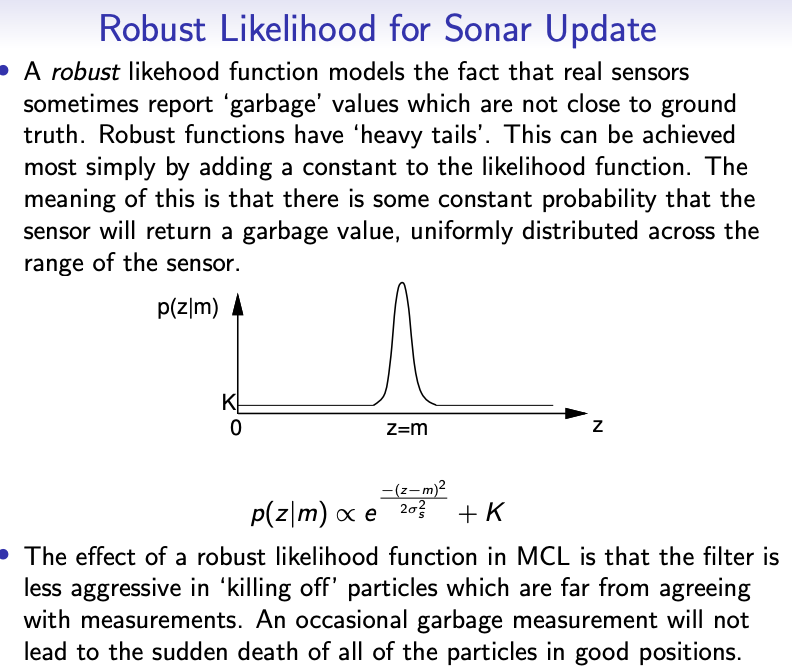 Robust Likelihood for Sonar Update
• A robust likehood function models the fact that real sensors
sometimes report ‘garbage’ values which are not close to ground
truth. Robust functions have ‘heavy tails’. This can be achieved
most simply by adding a constant to the likelihood function. The
meaning of this is that there is some constant probability that the
sensor will return a garbage value, uniformly distributed across the
range of the sensor.
p(z|m)
K
0
z=m
z
p(z|m) ∝ e^{\frac{-(z-m)^2}{2σ_s^2}} + K
• The effect of a robust likelihood function in MCL is that the filter is
less aggressive in ‘killing off’ particles which are far from agreeing
with measurements. An occasional garbage measurement will not
lead to the sudden death of all of the particles in good positions.